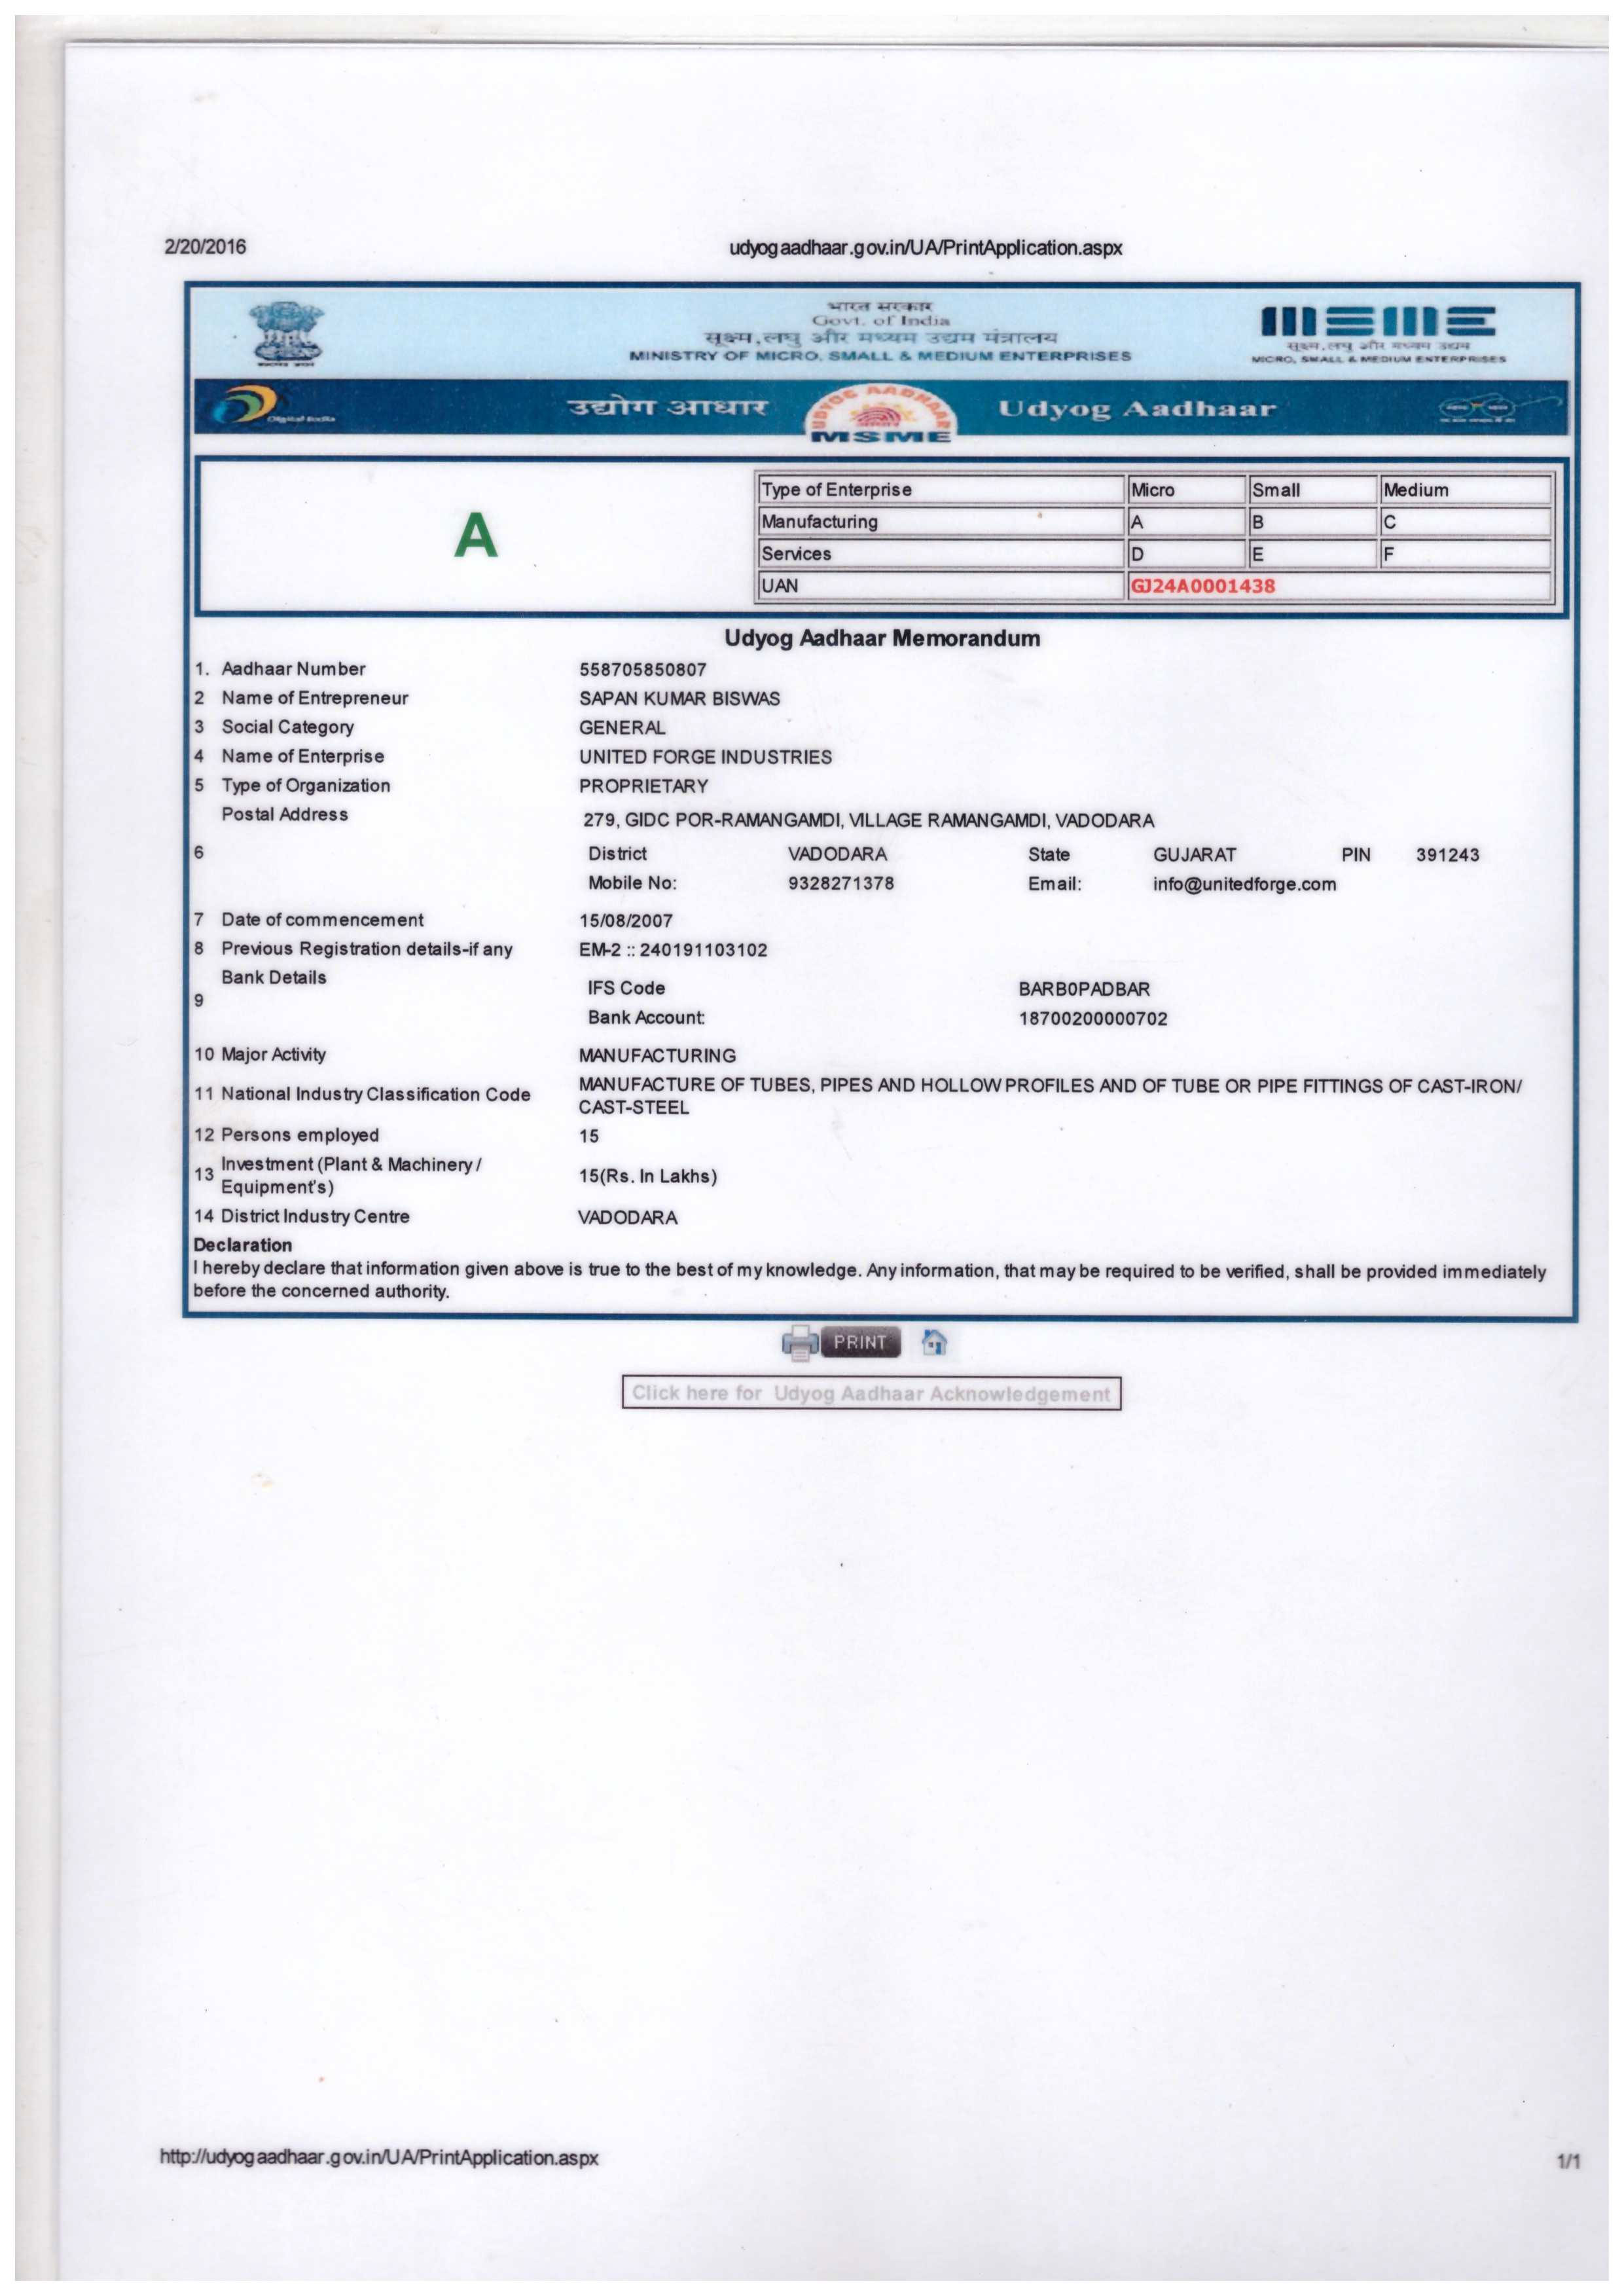 2/20/2016 udyogaadhaar.gov.in/UA/PrintApplication.aspx
भारत सरकार
Govt. of India
सूक्ष्म,लघु और मध्यम उद्यम मंत्रालय
MINISTRY OF MICRO, SMALL & MEDIUM ENTERPRISES
MSME
सूक्ष्म,लघु और मध्यम उद्यम
MICRO, SMALL & MEDIUM ENTERPRISES
Digital India
उद्योग आधार
UDYOG AADHAAR
MSME
Udyog Aadhaar
A
Type of Enterprise Micro Small Medium
Manufacturing A B C
Services D E F
UAN GJ24A0001438
Udyog Aadhaar Memorandum
1. Aadhaar Number 558705850807
2 Name of Entrepreneur SAPAN KUMAR BISWAS
3 Social Category GENERAL
4 Name of Enterprise UNITED FORGE INDUSTRIES
5 Type of Organization PROPRIETARY
Postal Address 279, GIDC POR-RAMANGAMDI, VILLAGE RAMANGAMDI, VADODARA
6 District VADODARA State GUJARAT PIN 391243
Mobile No: 9328271378 Email: info@unitedforge.com
7 Date of commencement 15/08/2007
8 Previous Registration details-if any EM-2 :: 240191103102
Bank Details
9 IFS Code BARB0PADBAR
Bank Account: 18700200000702
10 Major Activity MANUFACTURING
11 National Industry Classification Code MANUFACTURE OF TUBES, PIPES AND HOLLOW PROFILES AND OF TUBE OR PIPE FITTINGS OF CAST-IRON/
CAST-STEEL
12 Persons employed 15
13 Investment (Plant & Machinery / 
Equipment's) 15(Rs. In Lakhs)
14 District Industry Centre VADODARA
Declaration
I hereby declare that information given above is true to the best of my knowledge. Any information, that may be required to be verified, shall be provided immediately
before the concerned authority.
PRINT
Click here for Udyog Aadhaar Acknowledgement
http://udyogaadhaar.gov.in/UA/PrintApplication.aspx 1/1